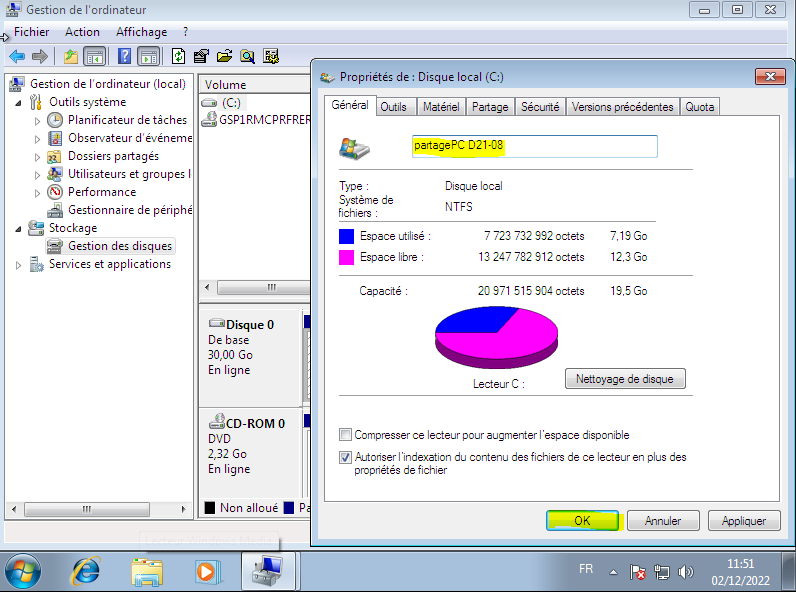 Gestion de l'ordinateur
Fichier Action Affichage ?
Gestion de l'ordinateur (local)
Outils système
Planificateur de tâches
Observateur d'événeme
Dossiers partagés
Utilisateurs et groupes l
Performance
Gestionnaire de périphé
Stockage
Gestion des disques
Services et applications
Volume
(C:)
GSP1RMCPRFRER
Disque 0
De base
30,00 Go
En ligne
CD-ROM 0
DVD
2,32 Go
En ligne
Non alloué Pa
Propriétés de : Disque local (C:)
Général Outils Matériel Partage Sécurité Versions précédentes Quota
partagePC D21-08
Type : Disque local
Système de
fichiers : NTFS
Espace utilisé : 7 723 732 992 octets 7,19 Go
Espace libre : 13 247 782 912 octets 12,3 Go
Capacité : 20 971 515 904 octets 19,5 Go
Lecteur C : Nettoyage de disque
Compresser ce lecteur pour augmenter l'espace disponible
Autoriser l'indexation du contenu des fichiers de ce lecteur en plus des
propriétés de fichier
OK Annuler Appliquer
Lecteur Windows Media
FR 11:51
02/12/2022